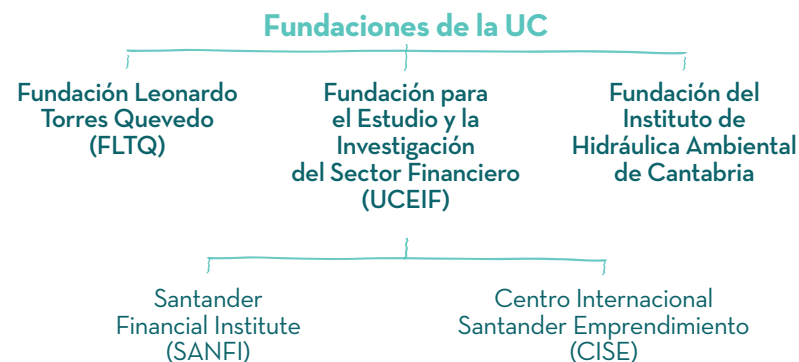 Fundaciones de la UC
Fundación Leonardo
Torres Quevedo
(FLTQ)
Fundación para
el Estudio y la
Investigación
del Sector Financiero
(UCEIF)
Fundación del
Instituto de
Hidráulica Ambiental
de Cantabria
Santander
Financial Institute
(SANFI)
Centro Internacional
Santander Emprendimiento
(CISE)